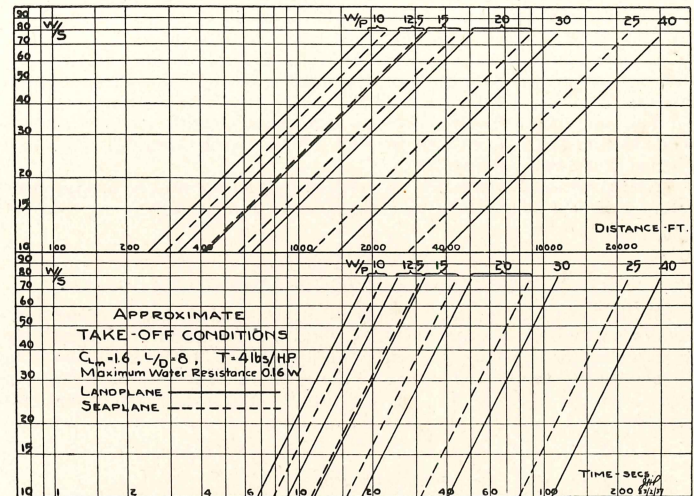 90 W/P 10 12.5 15 20 30 25 40
80 W/S
70
60
50
40
30
20
15
DISTANCE-FT.
10 100 200 400 1000 2000 4000 10000 20000
90 W/P 10 12.5 15 20 30 25 40
80 W/S
70
60
50
40
30
20
15
10 1 2 4 6 10 20 40 60 100 200
APPROXIMATE
TAKE-OFF CONDITIONS
CLm=1.6, L/D=8, T=4lbs/H.P.
Maximum Water Resistance 0.16 W
LANDPLANE
SEAPLANE
TIME-SECS.